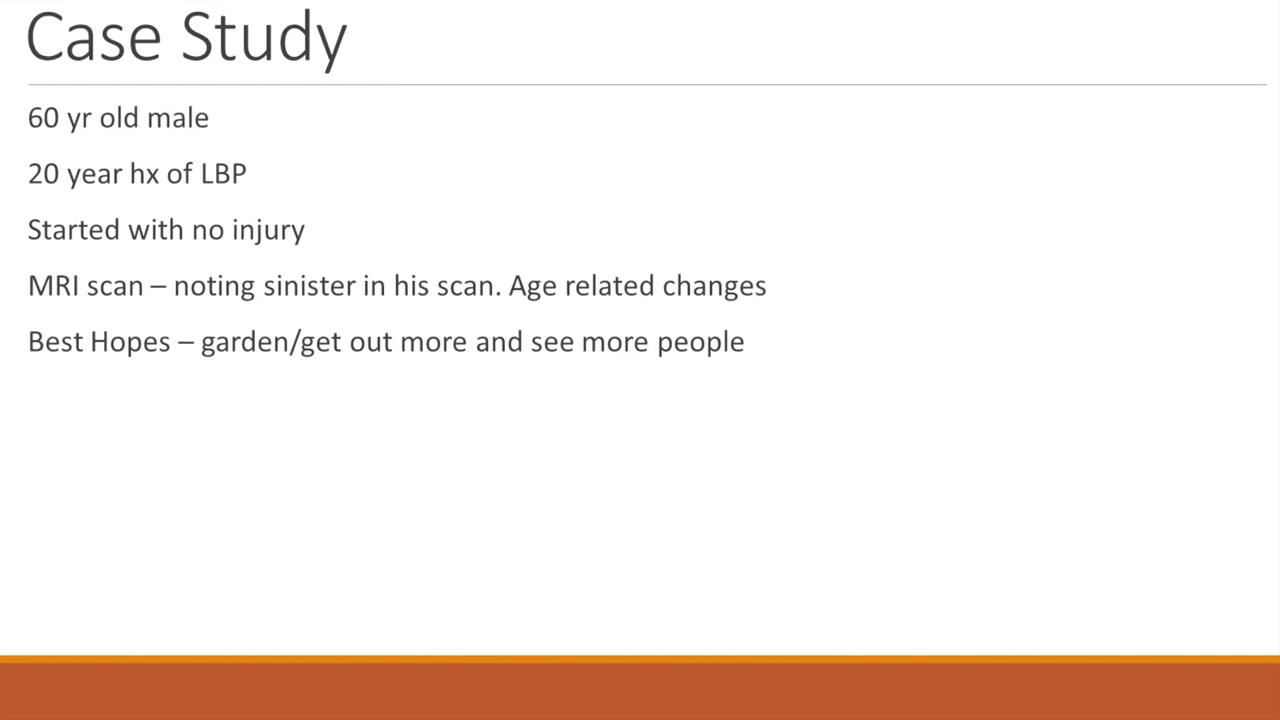 Case Study
60 yr old male
20 year hx of LBP
Started with no injury
MRI scan – noting sinister in his scan. Age related changes
Best Hopes – garden/get out more and see more people